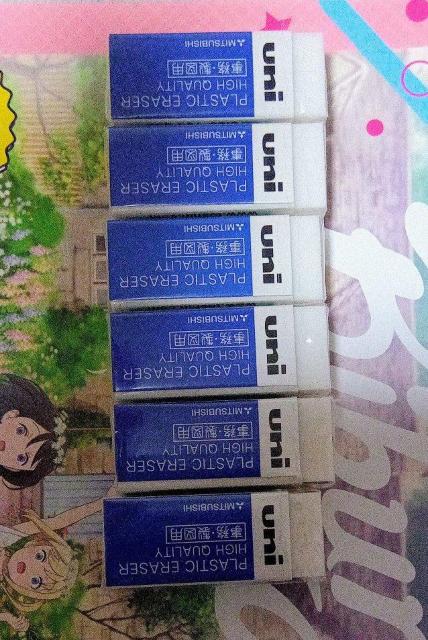 uni
PLASTIC ERASER
HIGH QUALITY
事務・製図用
MITSUBISHI
uni
PLASTIC ERASER
HIGH QUALITY
事務・製図用
MITSUBISHI
uni
PLASTIC ERASER
HIGH QUALITY
事務・製図用
MITSUBISHI
uni
PLASTIC ERASER
HIGH QUALITY
事務・製図用
MITSUBISHI
uni
PLASTIC ERASER
HIGH QUALITY
事務・製図用
MITSUBISHI
uni
PLASTIC ERASER
HIGH QUALITY
事務・製図用
MITSUBISHI